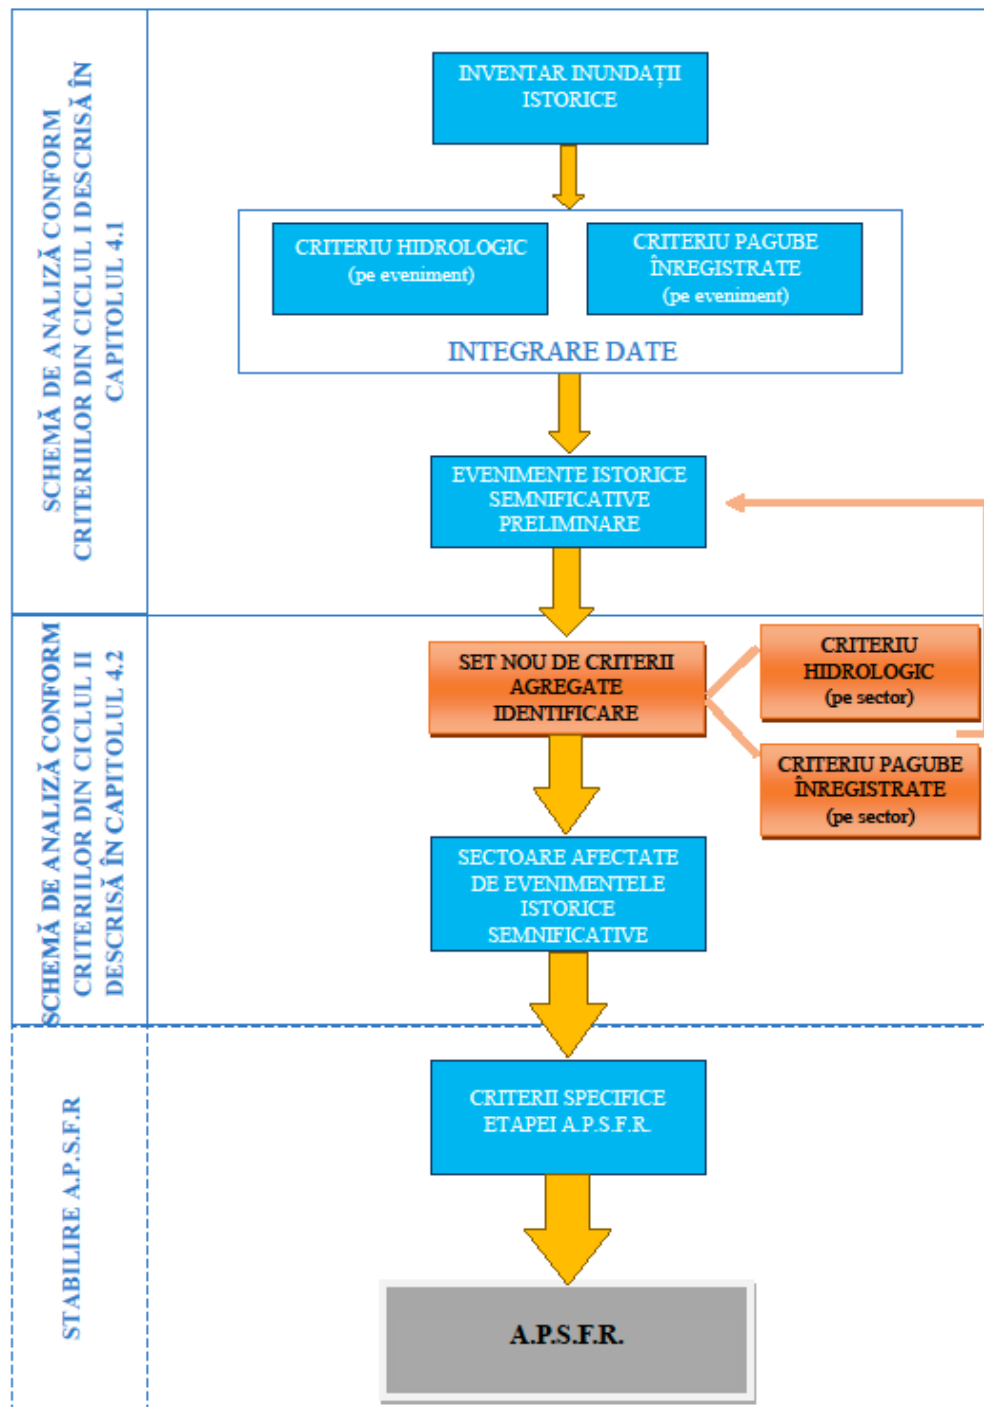 SCHEMĂ DE ANALIZĂ CONFORM
CRITERIILOR DIN CICLUL I DESCRISĂ ÎN
CAPITOLUL 4.1
INVENTAR INUNDAȚII
ISTORICE
CRITERIU HIDROLOGIC
(pe eveniment)
CRITERIU PAGUBE
ÎNREGISTRATE
(pe eveniment)
INTEGRARE DATE
EVENIMENTE ISTORICE
SEMNIFICATIVE
PRELIMINARE
SCHEMĂ DE ANALIZĂ CONFORM
CRITERIILOR DIN CICLUL II
DESCRISĂ ÎN CAPITOLUL 4.2
SET NOU DE CRITERII
AGREGATE
IDENTIFICARE
CRITERIU
HIDROLOGIC
(pe sector)
CRITERIU PAGUBE
ÎNREGISTRATE
(pe sector)
SECTOARE AFECTATE
DE EVENIMENTELE
ISTORICE
SEMNIFICATIVE
STABILIRE A.P.S.F.R
CRITERII SPECIFICE
ETAPEI A.P.S.F.R.
A.P.S.F.R.